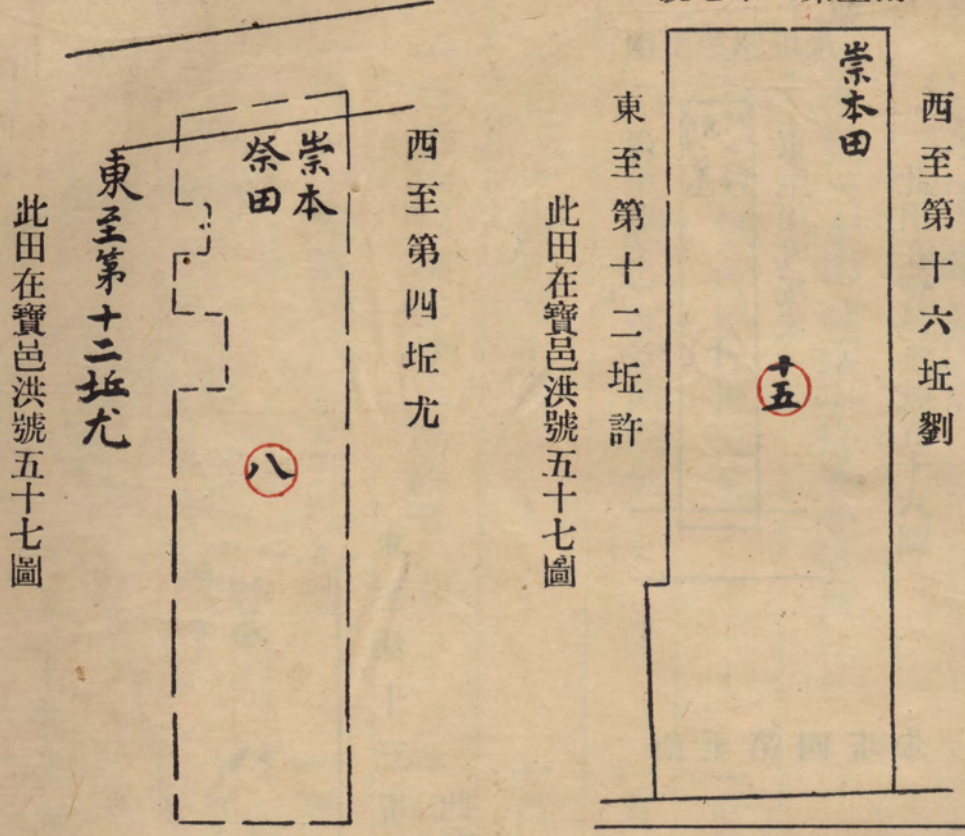 西至第十六坵劉
崇本田
十五
東至第十二坵許
此田在寶邑洪號五十七圖
西至第四坵尤
崇本
祭田
八
東至第十二坵尤
此田在寶邑洪號五十七圖